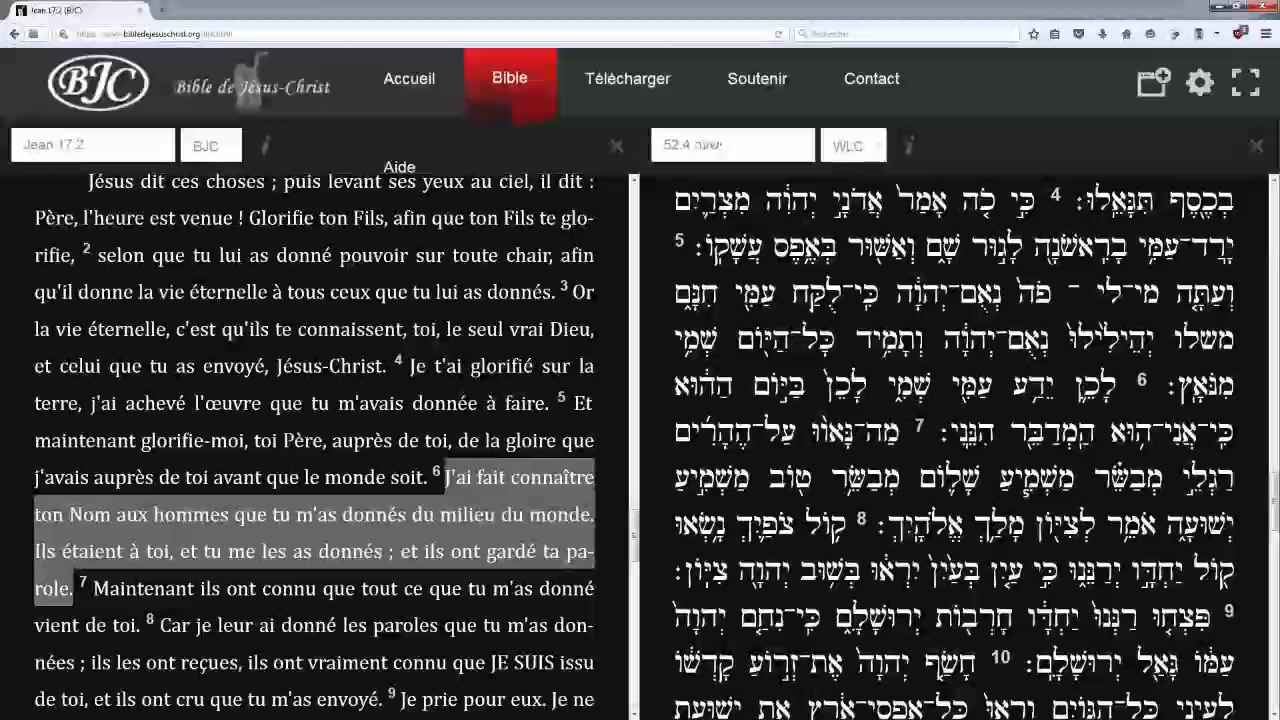 Jean 17:2 (BJC)
bibledejesuschrist.org
Rechercher
BJC
Bible de Jésus-Christ
Accueil
Bible
Télécharger
Soutenir
Contact
Jean 17:2
BJC
Aide
Jésus dit ces choses ; puis levant ses yeux au ciel, il dit :
Père, l'heure est venue ! Glorifie ton Fils, afin que ton Fils te glo-
rifie, 2 selon que tu lui as donné pouvoir sur toute chair, afin
qu'il donne la vie éternelle à tous ceux que tu lui as donnés. 3 Or
la vie éternelle, c'est qu'ils te connaissent, toi, le seul vrai Dieu,
et celui que tu as envoyé, Jésus-Christ. 4 Je t'ai glorifié sur la
terre, j'ai achevé l'œuvre que tu m'avais donnée à faire. 5 Et
maintenant glorifie-moi, toi Père, auprès de toi, de la gloire que
j'avais auprès de toi avant que le monde soit. 6 J'ai fait connaître
ton Nom aux hommes que tu m'as donnés du milieu du monde.
Ils étaient à toi, et tu me les as donnés ; et ils ont gardé ta pa-
role. 7 Maintenant ils ont connu que tout ce que tu m'as donné
vient de toi. 8 Car je leur ai donné les paroles que tu m'as don-
nées ; ils les ont reçues, ils ont vraiment connu que JE SUIS issu
de toi, et ils ont cru que tu m'as envoyé. 9 Je prie pour eux. Je ne
ישעה 52.4
WLC
בְכֶ֖סֶף תִּגָּאֵֽלוּ׃ 4 כִּ֣י כֹ֤ה אָמַר֙ אֲדֹנָ֣י יְהוִ֔ה מִצְרַ֛יִם
יָֽרַד־עַמִּ֥י בָרִֽאשֹׁנָ֖ה לָג֣וּר שָׁ֑ם וְאַשּׁ֖וּר בְּאֶ֥פֶס עֲשָׁקֽוֹ׃ 5
וְעַתָּ֤ה מי־לי־ פֹה֙ נְאֻם־יְהוָ֔ה כִּֽי־לֻקַּ֥ח עַמִּ֖י חִנָּ֑ם
משלו יְהֵילִ֙ילוּ֙ נְאֻם־יְהוָ֔ה וְתָמִ֥יד כָּל־הַיּ֖וֹם שְׁמִ֥י
מִנֹּאָֽץ׃ 6 לָכֵ֛ן יֵדַ֥ע עַמִּ֖י שְׁמִ֑י לָכֵן֙ בַּיּ֣וֹם הַה֔וּא
כִּֽי־אֲנִי־ה֥וּא הַֽמְדַבֵּ֖ר הִנֵּֽנִי׃ 7 מַה־נָּאו֨וּ עַל־הֶהָרִ֜ים
רַגְלֵ֣י מְבַשֵּׂ֗ר מַשְׁמִ֧יעַ שָׁל֛וֹם מְבַשֵּׂ֥ר ט֖וֹב מַשְׁמִ֣יעַ
יְשׁוּעָ֑ה אֹמֵ֥ר לְצִיּ֖וֹן מָלַ֥ךְ אֱלֹהָֽיִךְ׃ 8 ק֥וֹל צֹפַ֛יִךְ נָ֥שְׂאוּ
ק֖וֹל יַחְדָּ֣ו יְרַנֵּ֑נוּ כִּ֣י עַ֤יִן בְּעַ֙יִן֙ יִרְא֔וּ בְּשׁ֥וּב יְהוָ֖ה צִיּֽוֹן׃
9 פִּצְח֤וּ רַנְּנוּ֙ יַחְדָּ֔ו חָרְב֖וֹת יְרוּשָׁלִָ֑ם כִּֽי־נִחַ֤ם יְהוָה֙
עַמּ֔וֹ גָּאַ֖ל יְרוּשָׁלִָֽם׃ 10 חָשַׂ֤ף יְהוָה֙ אֶת־זְר֣וֹעַ קָדְשׁ֔וֹ
לְעֵינֵ֖י כָּל־הַגּוֹיִ֑ם וְרָאוּ֙ כָּל־אַפְסֵי־אָ֔רֶץ אֵ֖ת יְשׁוּעַ֥ת